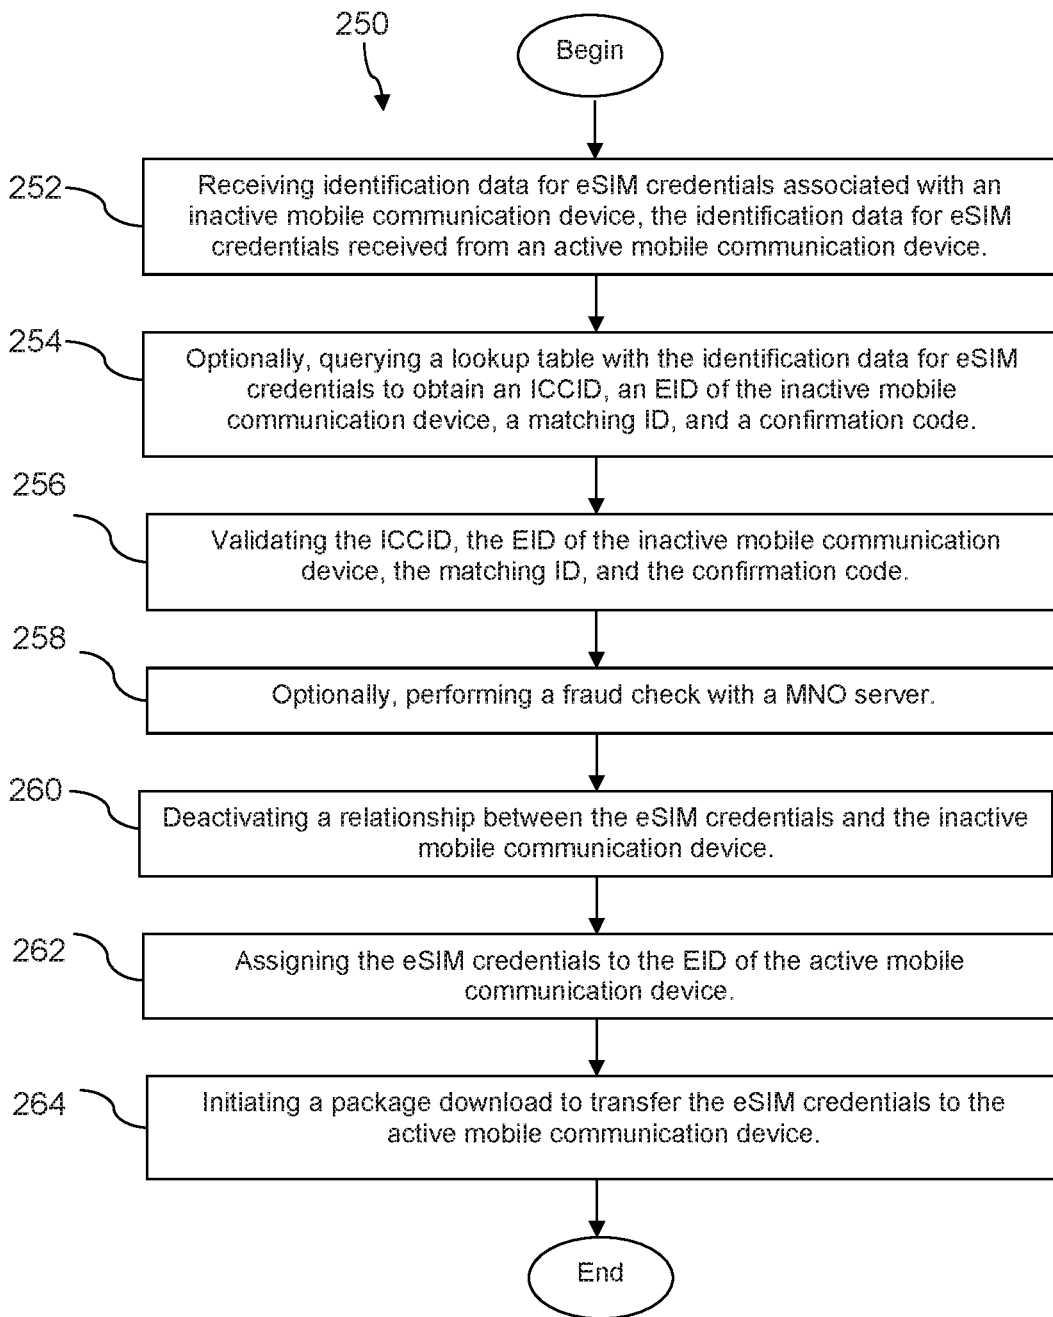 250
Begin
252
Receiving identification data for eSIM credentials associated with an
inactive mobile communication device, the identification data for eSIM
credentials received from an active mobile communication device.
254
Optionally, querying a lookup table with the identification data for eSIM
credentials to obtain an ICCID, an EID of the inactive mobile
communication device, a matching ID, and a confirmation code.
256
Validating the ICCID, the EID of the inactive mobile communication
device, the matching ID, and the confirmation code.
258
Optionally, performing a fraud check with a MNO server.
260
Deactivating a relationship between the eSIM credentials and the inactive
mobile communication device.
262
Assigning the eSIM credentials to the EID of the active mobile
communication device.
264
Initiating a package download to transfer the eSIM credentials to the
active mobile communication device.
End